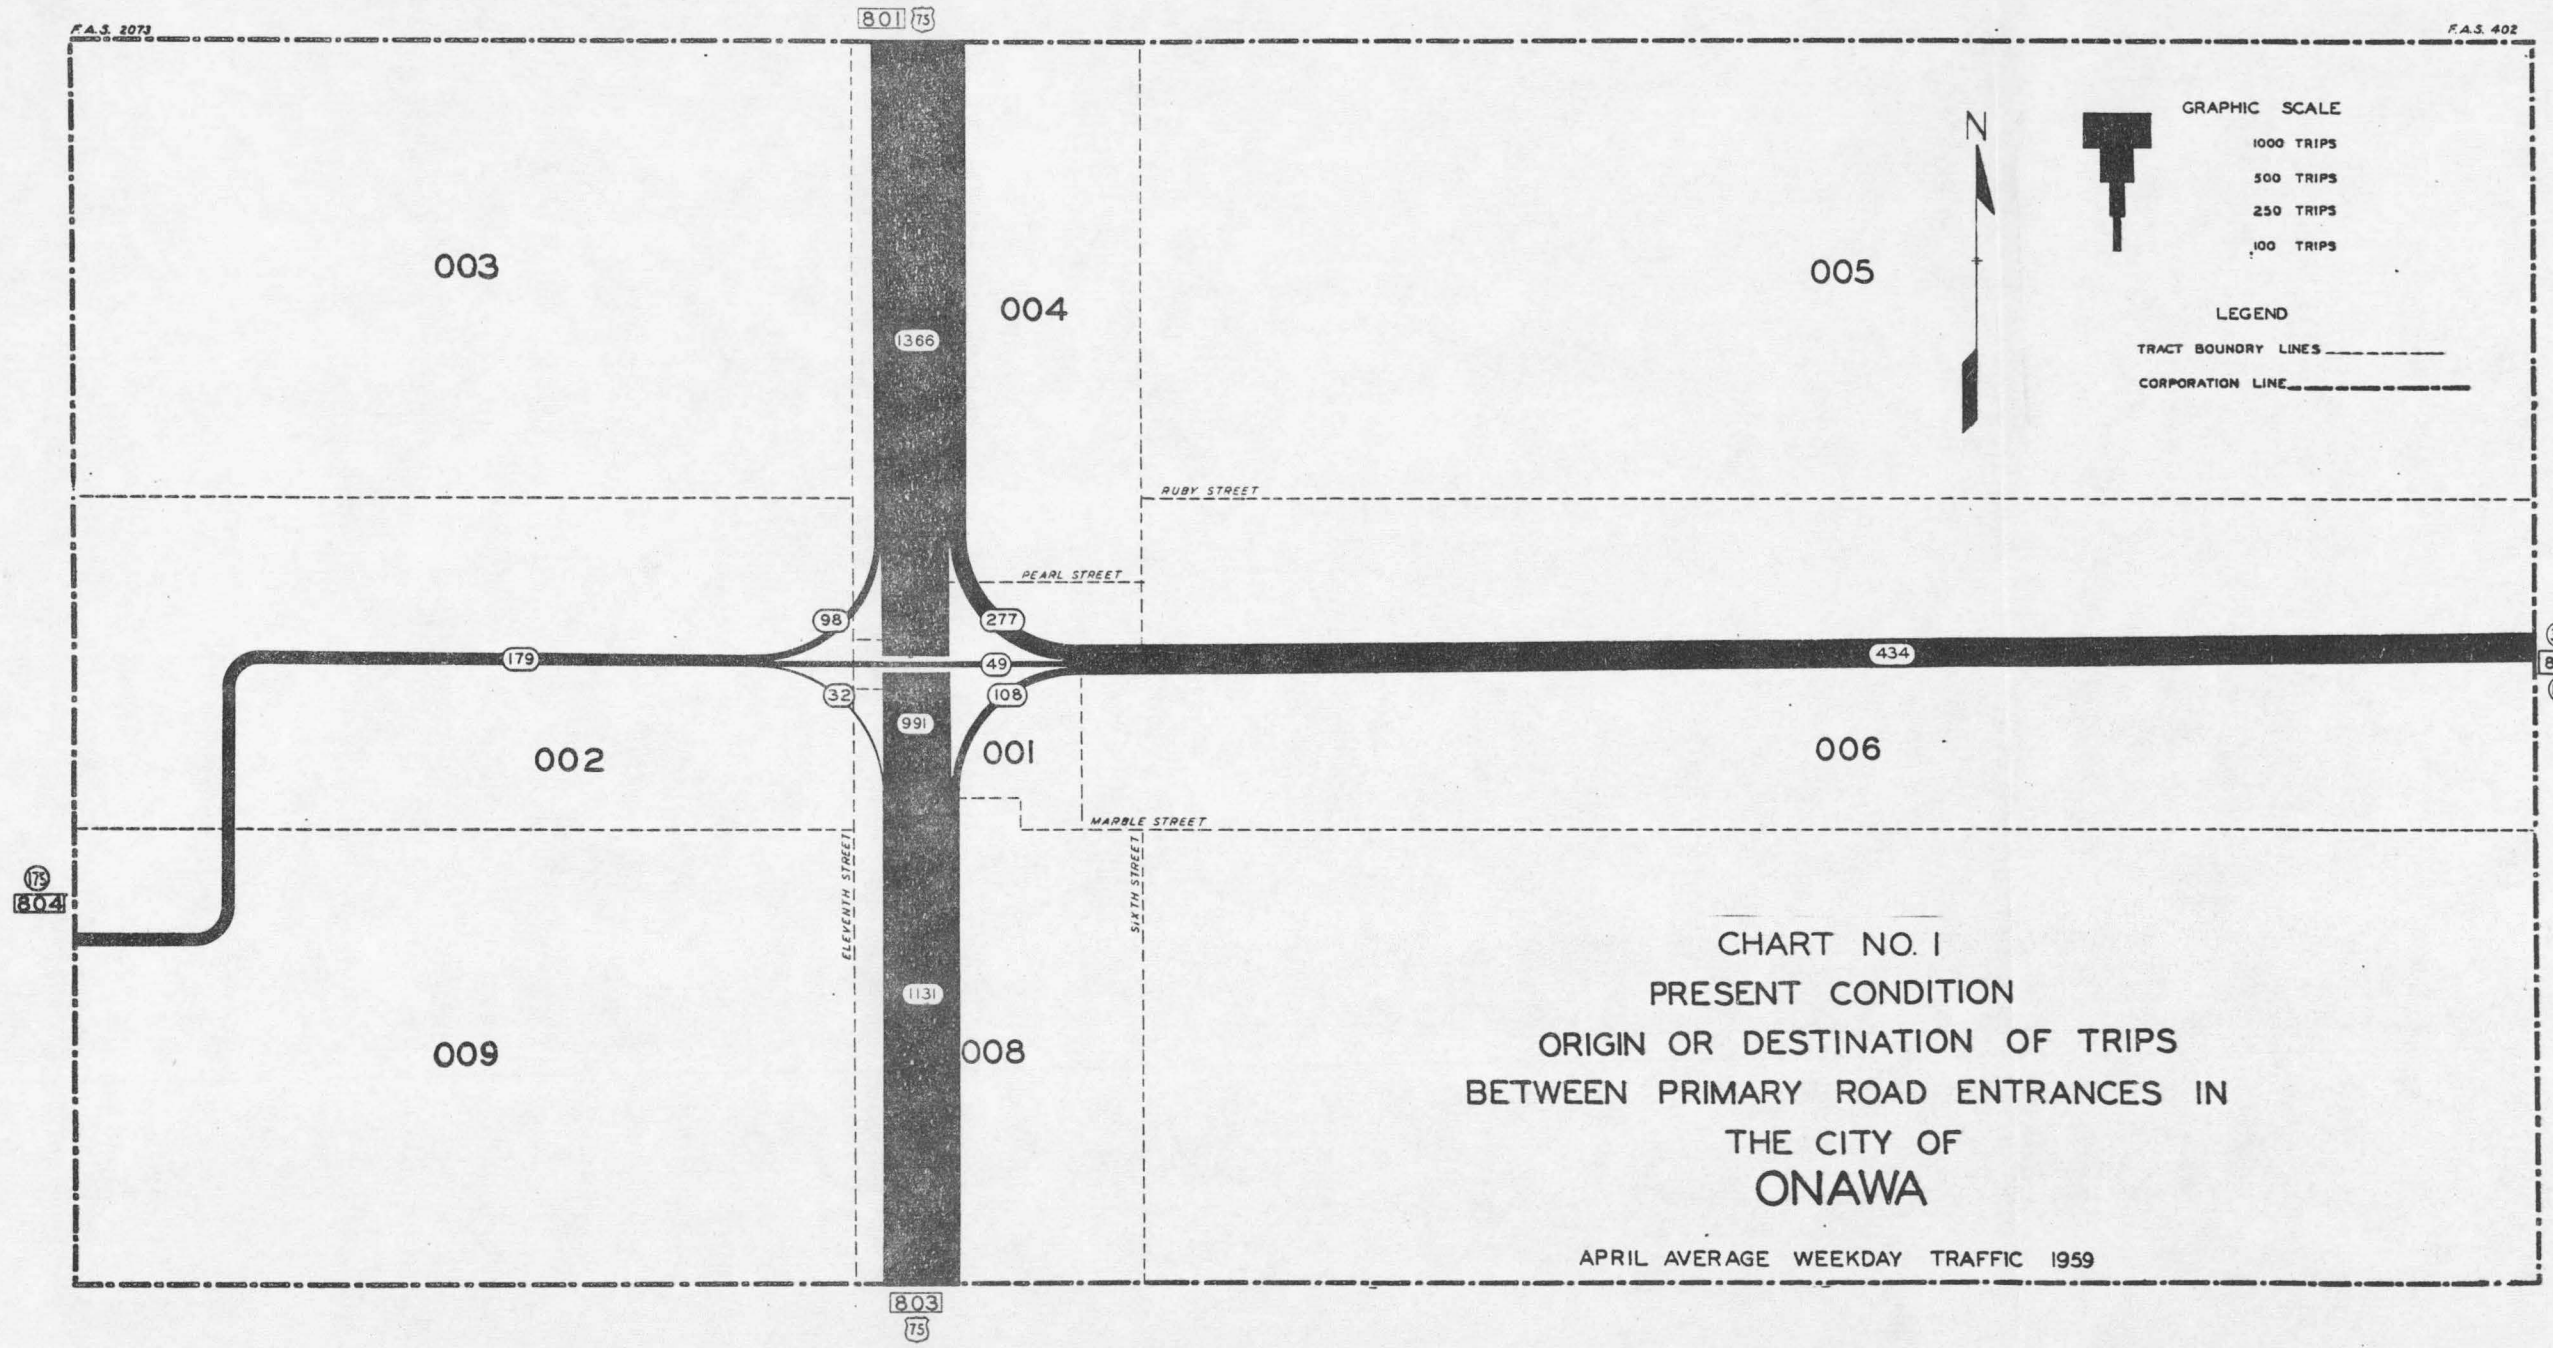 801 75
F.A.S. 2073
F.A.S. 402
GRAPHIC SCALE
1000 TRIPS
500 TRIPS
250 TRIPS
100 TRIPS
N
003
004
005
1366
LEGEND
TRACT BOUNDRY LINES
CORPORATION LINE
RUBY STREET
PEARL STREET
98
277
179
49
434
32
108
991
002
001
006
MARBLE STREET
ELEVENTH STREET
SIXTH STREET
175
804
1131
009
008
CHART NO. 1
PRESENT CONDITION
ORIGIN OR DESTINATION OF TRIPS
BETWEEN PRIMARY ROAD ENTRANCES IN
THE CITY OF
ONAWA
APRIL AVERAGE WEEKDAY TRAFFIC 1959
803
75